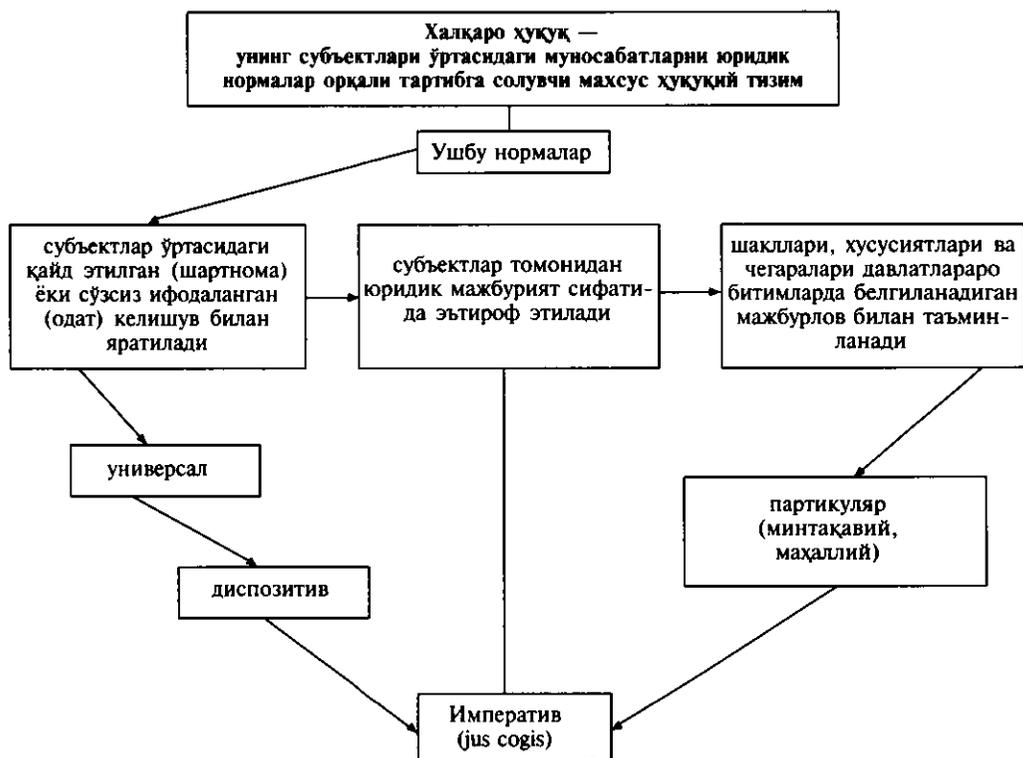 Халқаро ҳуқуқ —
унинг субъектлари ўртасидаги муносабатларни юридик
нормалар орқали тартибга солувчи махсус ҳуқуқий тизим
Ушбу нормалар
субъектлар ўртасидаги
қайд этилган (шартнома)
ёки сўзсиз ифодаланган
(одат) келишув билан
яратилади
субъектлар томонидан
юридик мажбурият сифати-
да эътироф этилади
шакллари, хусусиятлари ва
чегаралари давлатлараро
битимларда белгиланадиган
мажбурлов билан таъмин-
ланади
универсал
партикуляр
(минтақавий,
маҳаллий)
диспозитив
Императив
(jus cogis)